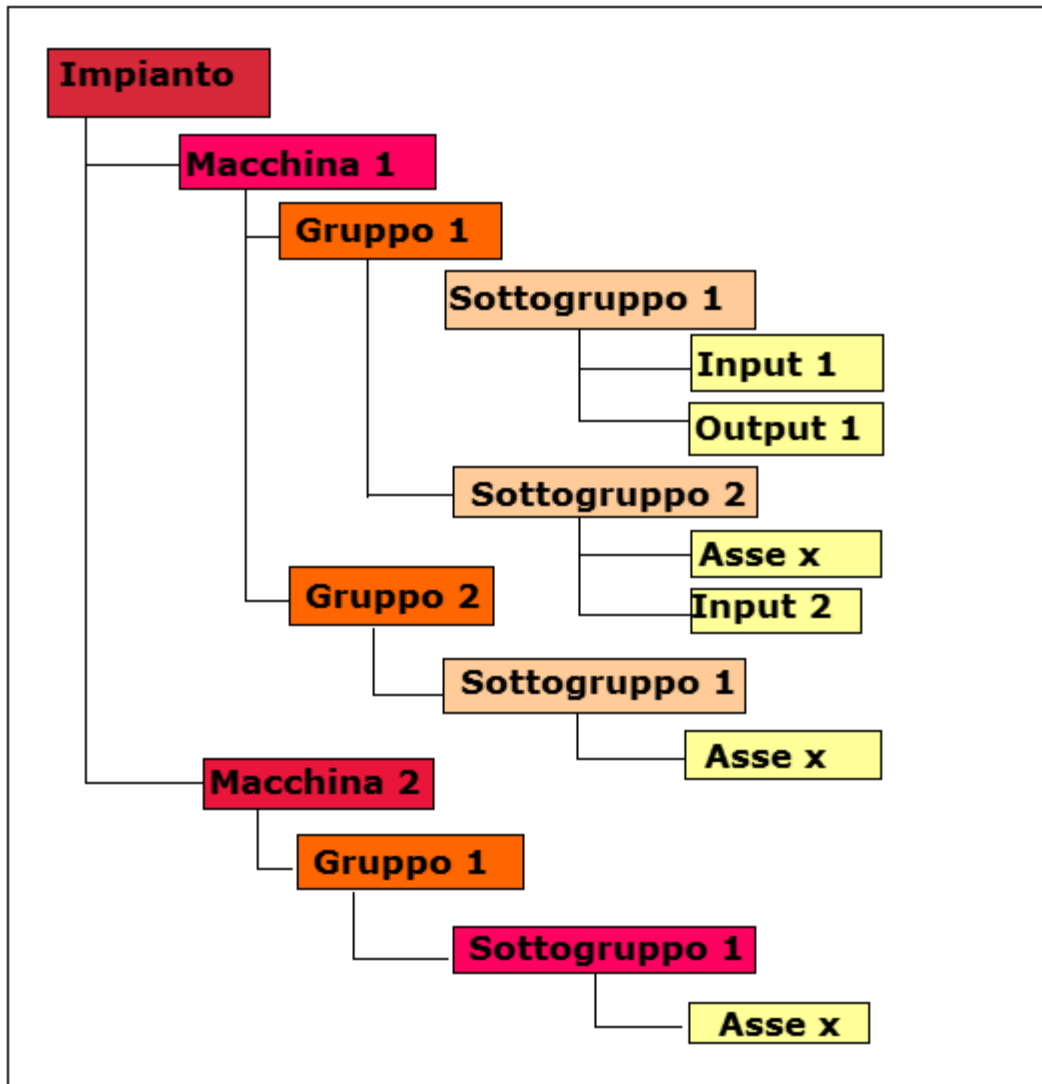 Impianto
Macchina 1
Gruppo 1
Sottogruppo 1
Input 1
Output 1
Sottogruppo 2
Asse x
Input 2
Gruppo 2
Sottogruppo 1
Asse x
Macchina 2
Gruppo 1
Sottogruppo 1
Asse x